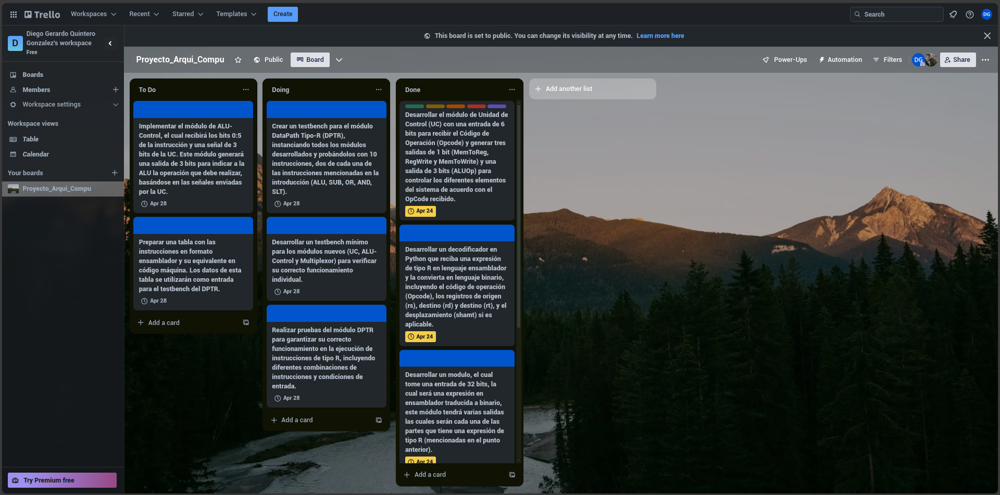 Trello
Workspaces
Recent
Starred
Templates
Create
Search
DG
D
Diego Gerardo Quintero
Gonzalez's workspace
Free
This board is set to public. You can change its visibility at any time. Learn more here
Proyecto_Arqui_Compu
Public
Board
Power-Ups
Automation
Filters
DG
Share
Boards
Members
Workspace settings
Workspace views
Table
Calendar
Your boards
Proyecto_Arqui_Compu
Try Premium free
To Do
Implementar el módulo de ALU-
Control, el cual recibirá los bits 0:5
de la instrucción y una señal de 3
bits de la UC. Este módulo generará
una salida de 3 bits para indicar a la
ALU la operación que debe realizar,
basándose en las señales enviadas
por la UC.
Apr 28
Preparar una tabla con las
instrucciones en formato
ensamblador y su equivalente en
código máquina. Los datos de esta
tabla se utilizarán como entrada
para el testbench del DPTR.
Apr 28
Add a card
Doing
Crear un testbench para el módulo
DataPath Tipo-R (DPTR),
instanciando todos los módulos
desarrollados y probándolos con 10
instrucciones, dos de cada una de
las instrucciones mencionadas en la
introducción (ALU, SUB, OR, AND,
SLT).
Apr 28
Desarrollar un testbench mínimo
para los módulos nuevos (UC, ALU-
Control y Multiplexor) para verificar
su correcto funcionamiento
individual.
Apr 28
Realizar pruebas del módulo DPTR
para garantizar su correcto
funcionamiento en la ejecución de
instrucciones de tipo R, incluyendo
diferentes combinaciones de
instrucciones y condiciones de
entrada.
Apr 28
Add a card
Done
Desarrollar el módulo de Unidad de
Control (UC) con una entrada de 6
bits para recibir el Código de
Operación (Opcode) y generar tres
salidas de 1 bit (MemToReg,
RegWrite y MemToWrite) y una
salida de 3 bits (ALUOp) para
controlar los diferentes elementos
del sistema de acuerdo con el
OpCode recibido.
Apr 24
Desarrollar un decodificador en
Python que reciba una expresión
de tipo R en lenguaje ensamblador
y la convierta en lenguaje binario,
incluyendo el código de operación
(Opcode), los registros de origen
(rs), destino (rd) y destino (rt), y el
desplazamiento (shamt) si es
aplicable.
Apr 24
Desarrollar un modulo, el cual
tome una entrada de 32 bits, la
cual será una expresión en
ensamblador traducida a binario,
este módulo tendrá varias salidas
las cuales serán cada una de las
partes que tiene una expresión de
tipo R (mencionadas en el punto
anterior).
Apr 24
Add a card
Add another list